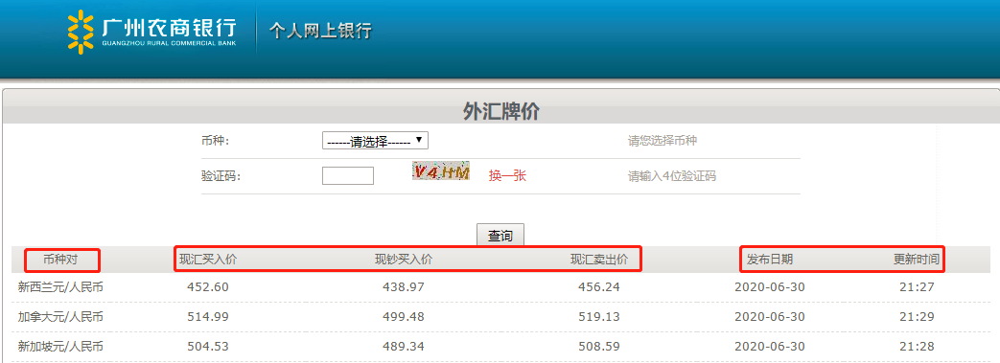 广州农商银行 个人网上银行
GUANGZHOU RURAL COMMERCIAL BANK
外汇牌价
币种： ------请选择------ 请您选择币种
验证码： V4HM 换一张 请输入4位验证码
查询
币种对 现汇买入价 现钞买入价 现汇卖出价 发布日期 更新时间
新西兰元/人民币 452.60 438.97 456.24 2020-06-30 21:27
加拿大元/人民币 514.99 499.48 519.13 2020-06-30 21:29
新加坡元/人民币 504.53 489.34 508.59 2020-06-30 21:28